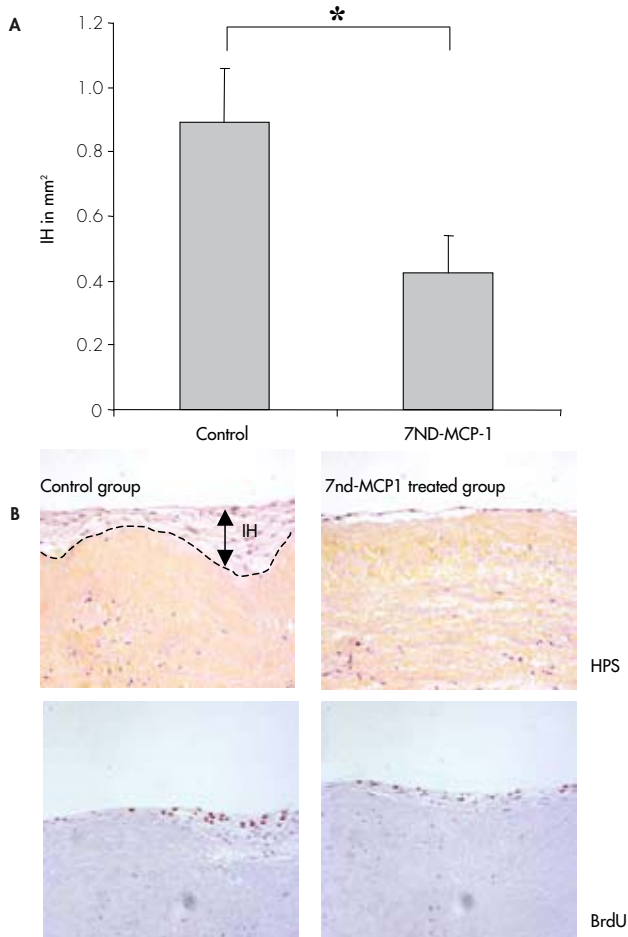 A
1.2
1.0
0.8
0.6
0.4
0.2
0
IH in mm²
*
Control
7ND-MCP-1
B
Control group
7nd-MCP1 treated group
IH
HPS
BrdU